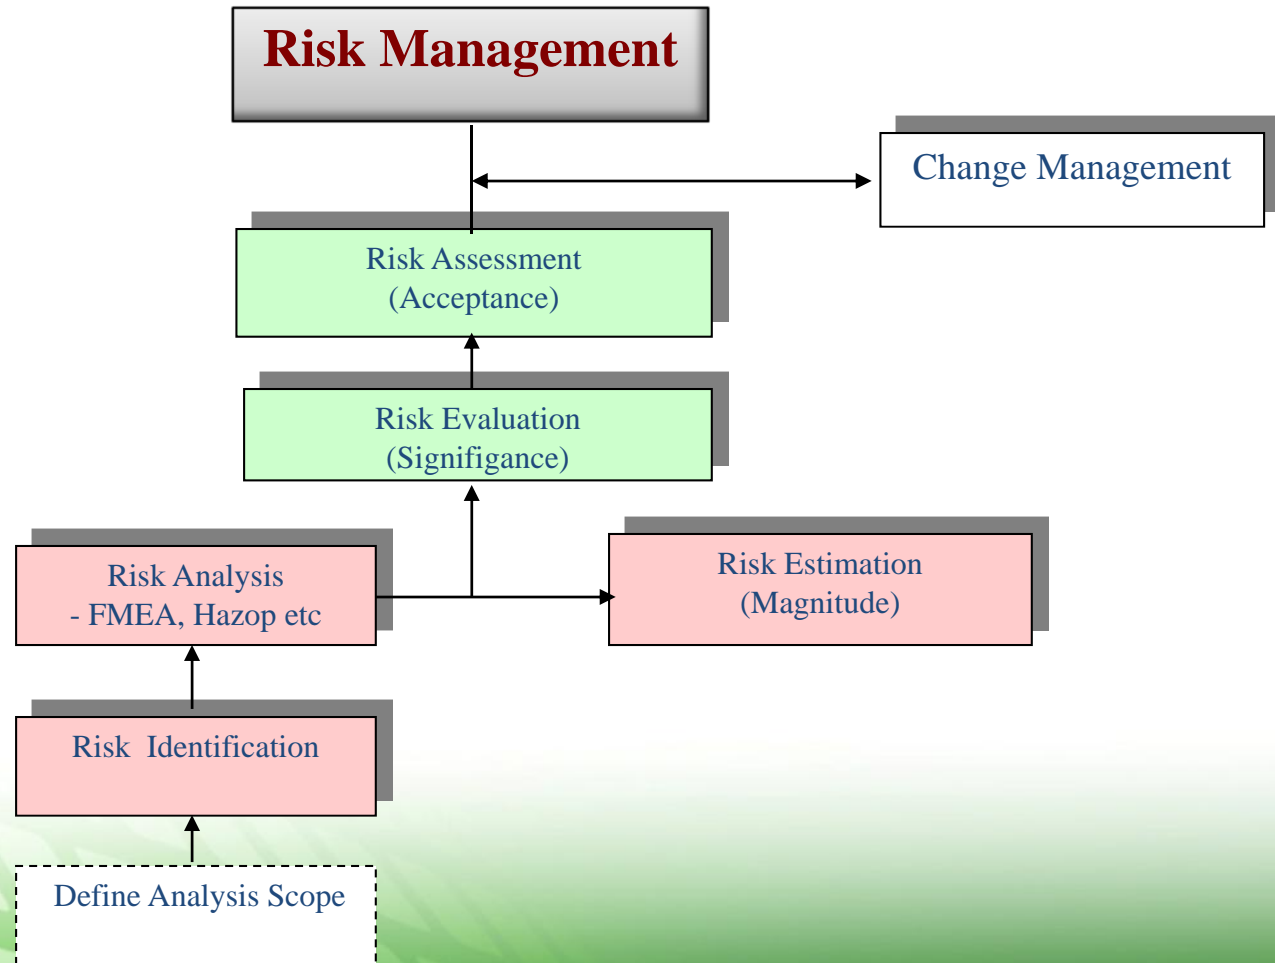 Risk Management
Change Management
Risk Assessment
(Acceptance)
Risk Evaluation
(Signifigance)
Risk Analysis
- FMEA, Hazop etc
Risk Estimation
(Magnitude)
Risk Identification
Define Analysis Scope